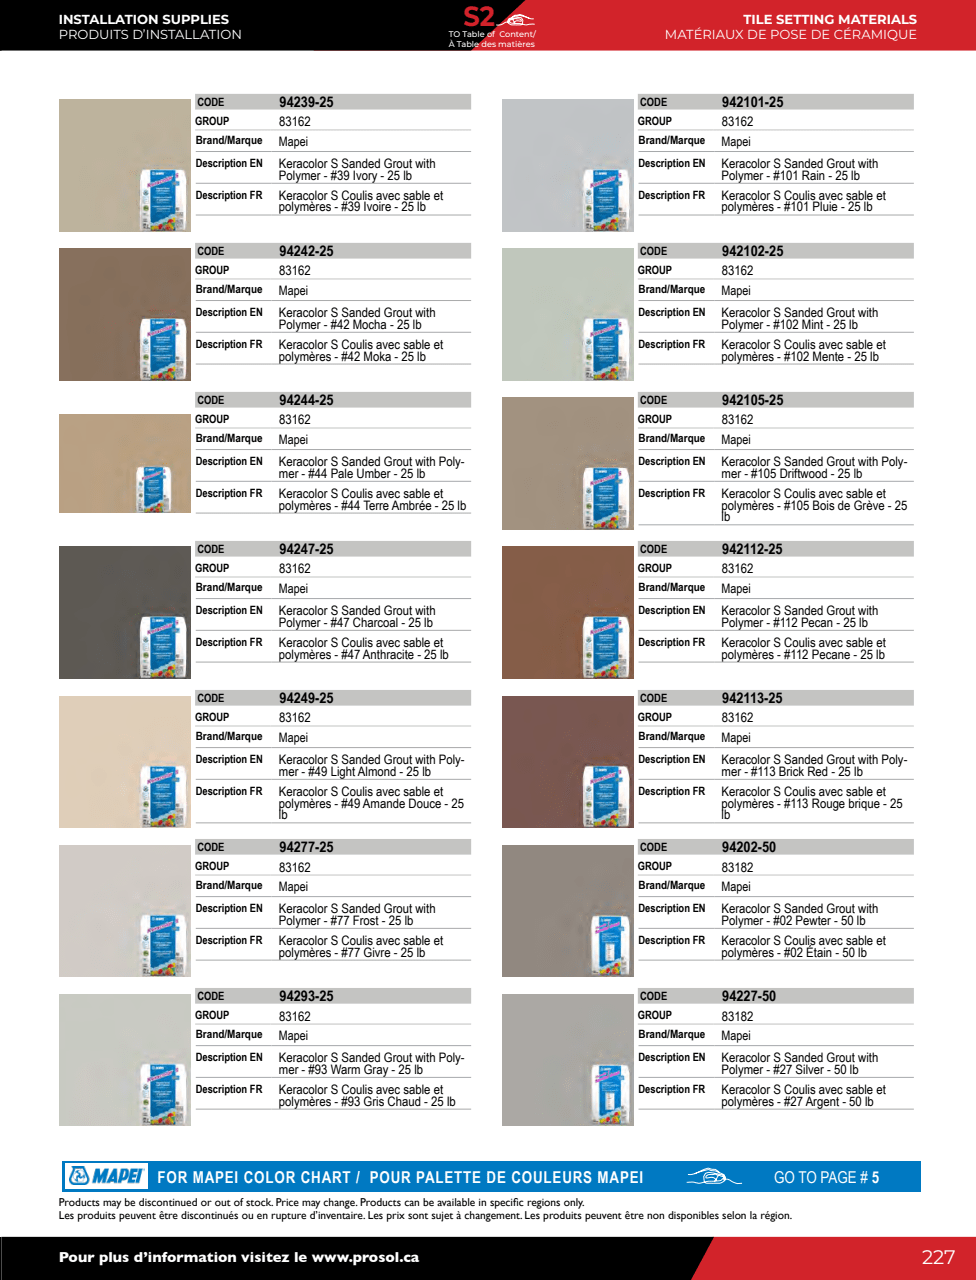 INSTALLATION SUPPLIES
PRODUITS D'INSTALLATION
S2
TO Table of Content/
À Table des matières
TILE SETTING MATERIALS
MATÉRIAUX DE POSE DE CÉRAMIQUE
CODE 94239-25
GROUP 83162
Brand/Marque Mapei
Description EN Keracolor S Sanded Grout with
Polymer - #39 Ivory - 25 lb
Description FR Keracolor S Coulis avec sable et
polymères - #39 Ivoire - 25 lb
CODE 94242-25
GROUP 83162
Brand/Marque Mapei
Description EN Keracolor S Sanded Grout with
Polymer - #42 Mocha - 25 lb
Description FR Keracolor S Coulis avec sable et
polymères - #42 Moka - 25 lb
CODE 94244-25
GROUP 83162
Brand/Marque Mapei
Description EN Keracolor S Sanded Grout with Poly-
mer - #44 Pale Umber - 25 lb
Description FR Keracolor S Coulis avec sable et
polymères - #44 Terre Ambrée - 25 lb
CODE 94247-25
GROUP 83162
Brand/Marque Mapei
Description EN Keracolor S Sanded Grout with
Polymer - #47 Charcoal - 25 lb
Description FR Keracolor S Coulis avec sable et
polymères - #47 Anthracite - 25 lb
CODE 94249-25
GROUP 83162
Brand/Marque Mapei
Description EN Keracolor S Sanded Grout with Poly-
mer - #49 Light Almond - 25 lb
Description FR Keracolor S Coulis avec sable et
polymères - #49 Amande Douce - 25
lb
CODE 94277-25
GROUP 83162
Brand/Marque Mapei
Description EN Keracolor S Sanded Grout with
Polymer - #77 Frost - 25 lb
Description FR Keracolor S Coulis avec sable et
polymères - #77 Givre - 25 lb
CODE 94293-25
GROUP 83162
Brand/Marque Mapei
Description EN Keracolor S Sanded Grout with Poly-
mer - #93 Warm Gray - 25 lb
Description FR Keracolor S Coulis avec sable et
polymères - #93 Gris Chaud - 25 lb
CODE 942101-25
GROUP 83162
Brand/Marque Mapei
Description EN Keracolor S Sanded Grout with
Polymer - #101 Rain - 25 lb
Description FR Keracolor S Coulis avec sable et
polymères - #101 Pluie - 25 lb
CODE 942102-25
GROUP 83162
Brand/Marque Mapei
Description EN Keracolor S Sanded Grout with
Polymer - #102 Mint - 25 lb
Description FR Keracolor S Coulis avec sable et
polymères - #102 Mente - 25 lb
CODE 942105-25
GROUP 83162
Brand/Marque Mapei
Description EN Keracolor S Sanded Grout with Poly-
mer - #105 Driftwood - 25 lb
Description FR Keracolor S Coulis avec sable et
polymères - #105 Bois de Grève - 25
lb
CODE 942112-25
GROUP 83162
Brand/Marque Mapei
Description EN Keracolor S Sanded Grout with
Polymer - #112 Pecan - 25 lb
Description FR Keracolor S Coulis avec sable et
polymères - #112 Pecane - 25 lb
CODE 942113-25
GROUP 83162
Brand/Marque Mapei
Description EN Keracolor S Sanded Grout with Poly-
mer - #113 Brick Red - 25 lb
Description FR Keracolor S Coulis avec sable et
polymères - #113 Rouge brique - 25
lb
CODE 94202-50
GROUP 83182
Brand/Marque Mapei
Description EN Keracolor S Sanded Grout with
Polymer - #02 Pewter - 50 lb
Description FR Keracolor S Coulis avec sable et
polymères - #02 Étain - 50 lb
CODE 94227-50
GROUP 83182
Brand/Marque Mapei
Description EN Keracolor S Sanded Grout with
Polymer - #27 Silver - 50 lb
Description FR Keracolor S Coulis avec sable et
polymères - #27 Argent - 50 lb
MAPEI FOR MAPEI COLOR CHART / POUR PALETTE DE COULEURS MAPEI GO TO PAGE # 5
Products may be discontinued or out of stock. Price may change. Products can be available in specific regions only.
Les produits peuvent être discontinués ou en rupture d'inventaire. Les prix sont sujet à changement. Les produits peuvent être non disponibles selon la région.
Pour plus d'information visitez le www.prosol.ca
227